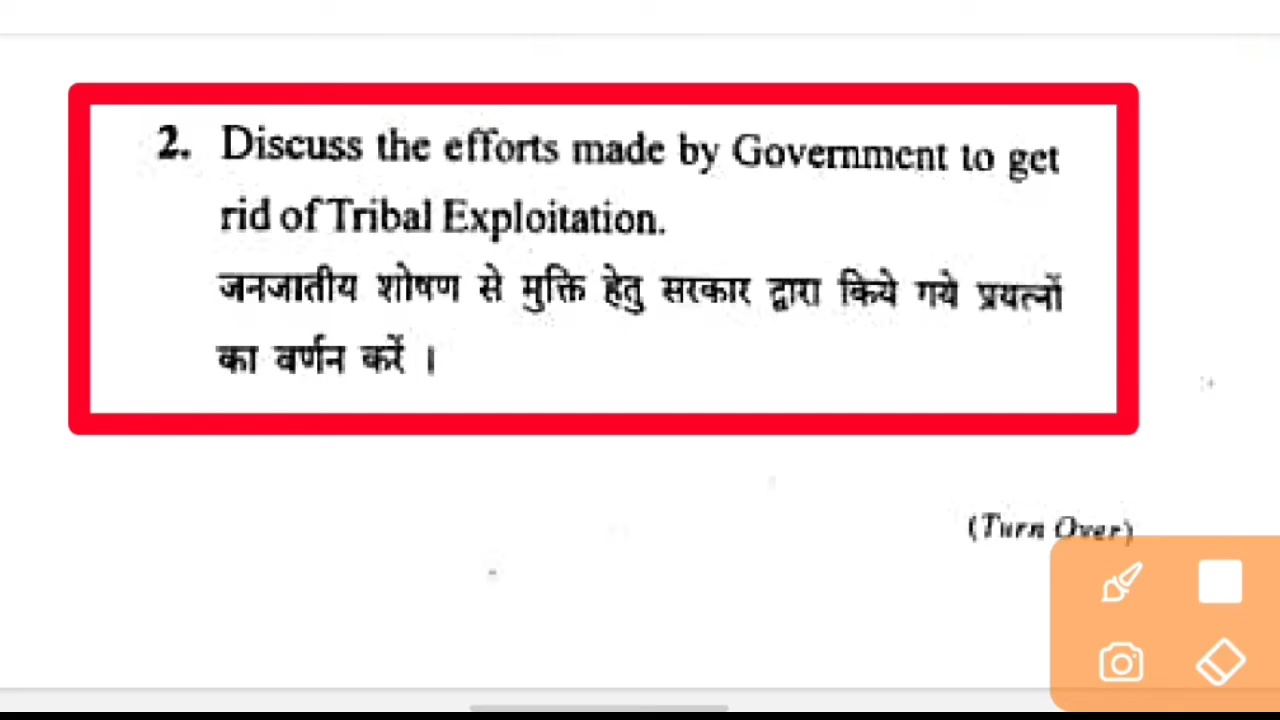 2. Discuss the efforts made by Government to get
rid of Tribal Exploitation.
जनजातीय शोषण से मुक्ति हेतु सरकार द्वारा किये गये प्रयत्नों
का वर्णन करें ।
(Turn Over)